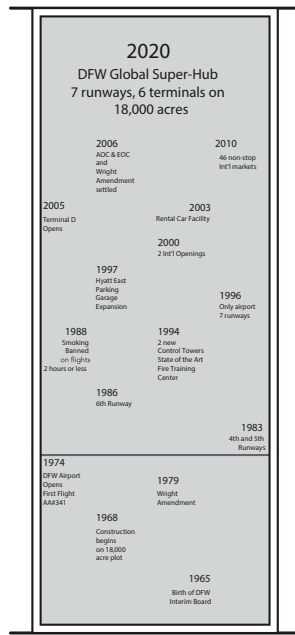 2020
DFW Global Super-Hub
7 runways, 6 terminals on
18,000 acres
2006
AOC & EOC
and
Wright
Amendment
settled
2010
46 non-stop
Int'l markets
2005
Terminal D
Opens
2003
Rental Car Facility
2000
2 Int'l Openings
1997
Hyatt East
Parking
Garage
Expansion
1996
Only airport
7 runways
1988
Smoking
Banned
on flights
2 hours or less
1994
2 new
Control Towers
State of the Art
Fire Training
Center
1986
6th Runway
1983
4th and 5th
Runways
1974
DFW Airport
Opens
First Flight
AA#341
1979
Wright
Amendment
1968
Construction
begins
on 18,000
acre plot
1965
Birth of DFW
Interim Board